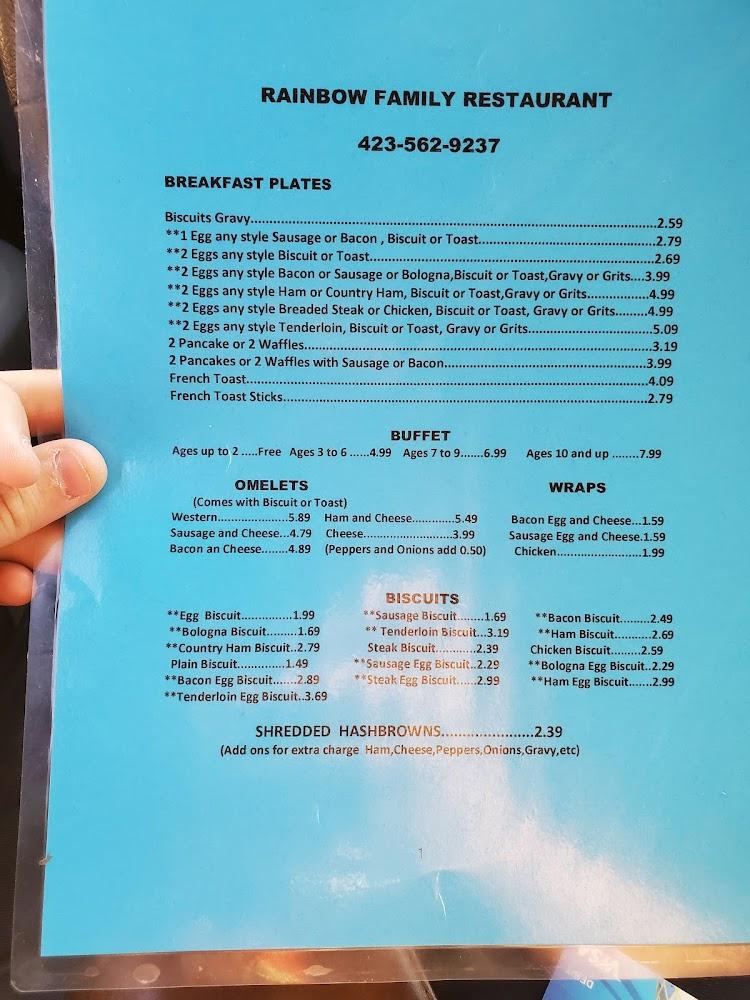 RAINBOW FAMILY RESTAURANT
423-562-9237
BREAKFAST PLATES
Biscuits Gravy..........2.59
**1 Egg any style Sausage or Bacon , Biscuit or Toast..........2.79
**2 Eggs any style Biscuit or Toast..........2.69
**2 Eggs any style Bacon or Sausage or Bologna,Biscuit or Toast,Gravy or Grits....3.99
**2 Eggs any style Ham or Country Ham, Biscuit or Toast,Gravy or Grits..........4.99
**2 Eggs any style Breaded Steak or Chicken, Biscuit or Toast, Gravy or Grits.........4.99
**2 Eggs any style Tenderloin, Biscuit or Toast, Gravy or Grits..........5.09
2 Pancake or 2 Waffles..........3.19
2 Pancakes or 2 Waffles with Sausage or Bacon..........3.99
French Toast..........4.09
French Toast Sticks..........2.79
BUFFET
Ages up to 2 .....Free Ages 3 to 6 ......4.99 Ages 7 to 9.......6.99 Ages 10 and up ........7.99
OMELETS
(Comes with Biscuit or Toast)
Western..........5.89 Ham and Cheese.............5.49
Sausage and Cheese...4.79 Cheese..........3.99
Bacon an Cheese........4.89 (Peppers and Onions add 0.50)
WRAPS
Bacon Egg and Cheese...1.59
Sausage Egg and Cheese.1.59
Chicken..........1.99
BISCUITS
**Egg Biscuit...............1.99 **Sausage Biscuit........1.69 **Bacon Biscuit.....2.49
**Bologna Biscuit.........1.69 ** Tenderloin Biscuit...3.19 **Ham Biscuit..........2.69
**Country Ham Biscuit..2.79 Steak Biscuit............2.39 Chicken Biscuit.........2.59
Plain Biscuit..............1.49 **Sausage Egg Biscuit..2.29 **Bologna Egg Biscuit..2.29
**Bacon Egg Biscuit.......2.89 **Steak Egg Biscuit......2.99 **Ham Egg Biscuit.......2.99
**Tenderloin Egg Biscuit..3.69
SHREDDED HASHBROWNS......................2.39
(Add ons for extra charge Ham,Cheese,Peppers,Onions,Gravy,etc)
1